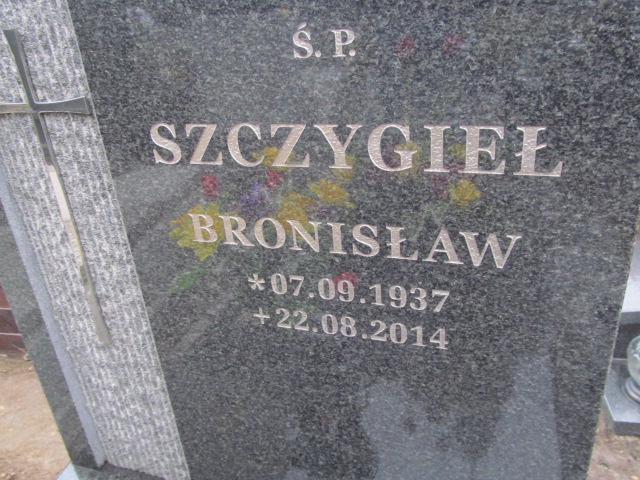 Ś.P.
SZCZYGIEŁ
BRONISŁAW
*07.09.1937
+22.08.2014